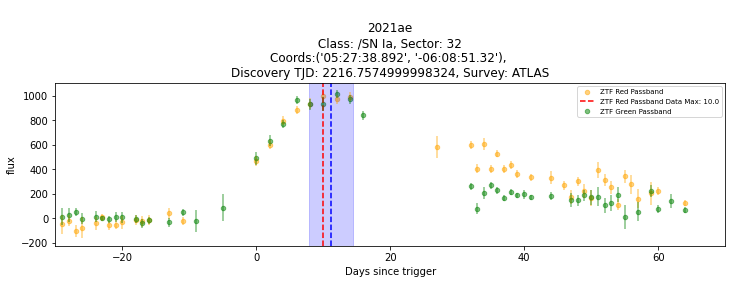 2021ae
Class: /SN Ia, Sector: 32
Coords:('05:27:38.892', '-06:08:51.32'),
Discovery TJD: 2216.7574999998324, Survey: ATLAS
1000
800
600
400
200
0
−200
flux
ZTF Red Passband
ZTF Red Passband Data Max: 10.0
ZTF Green Passband
−20
0
20
40
60
Days since trigger